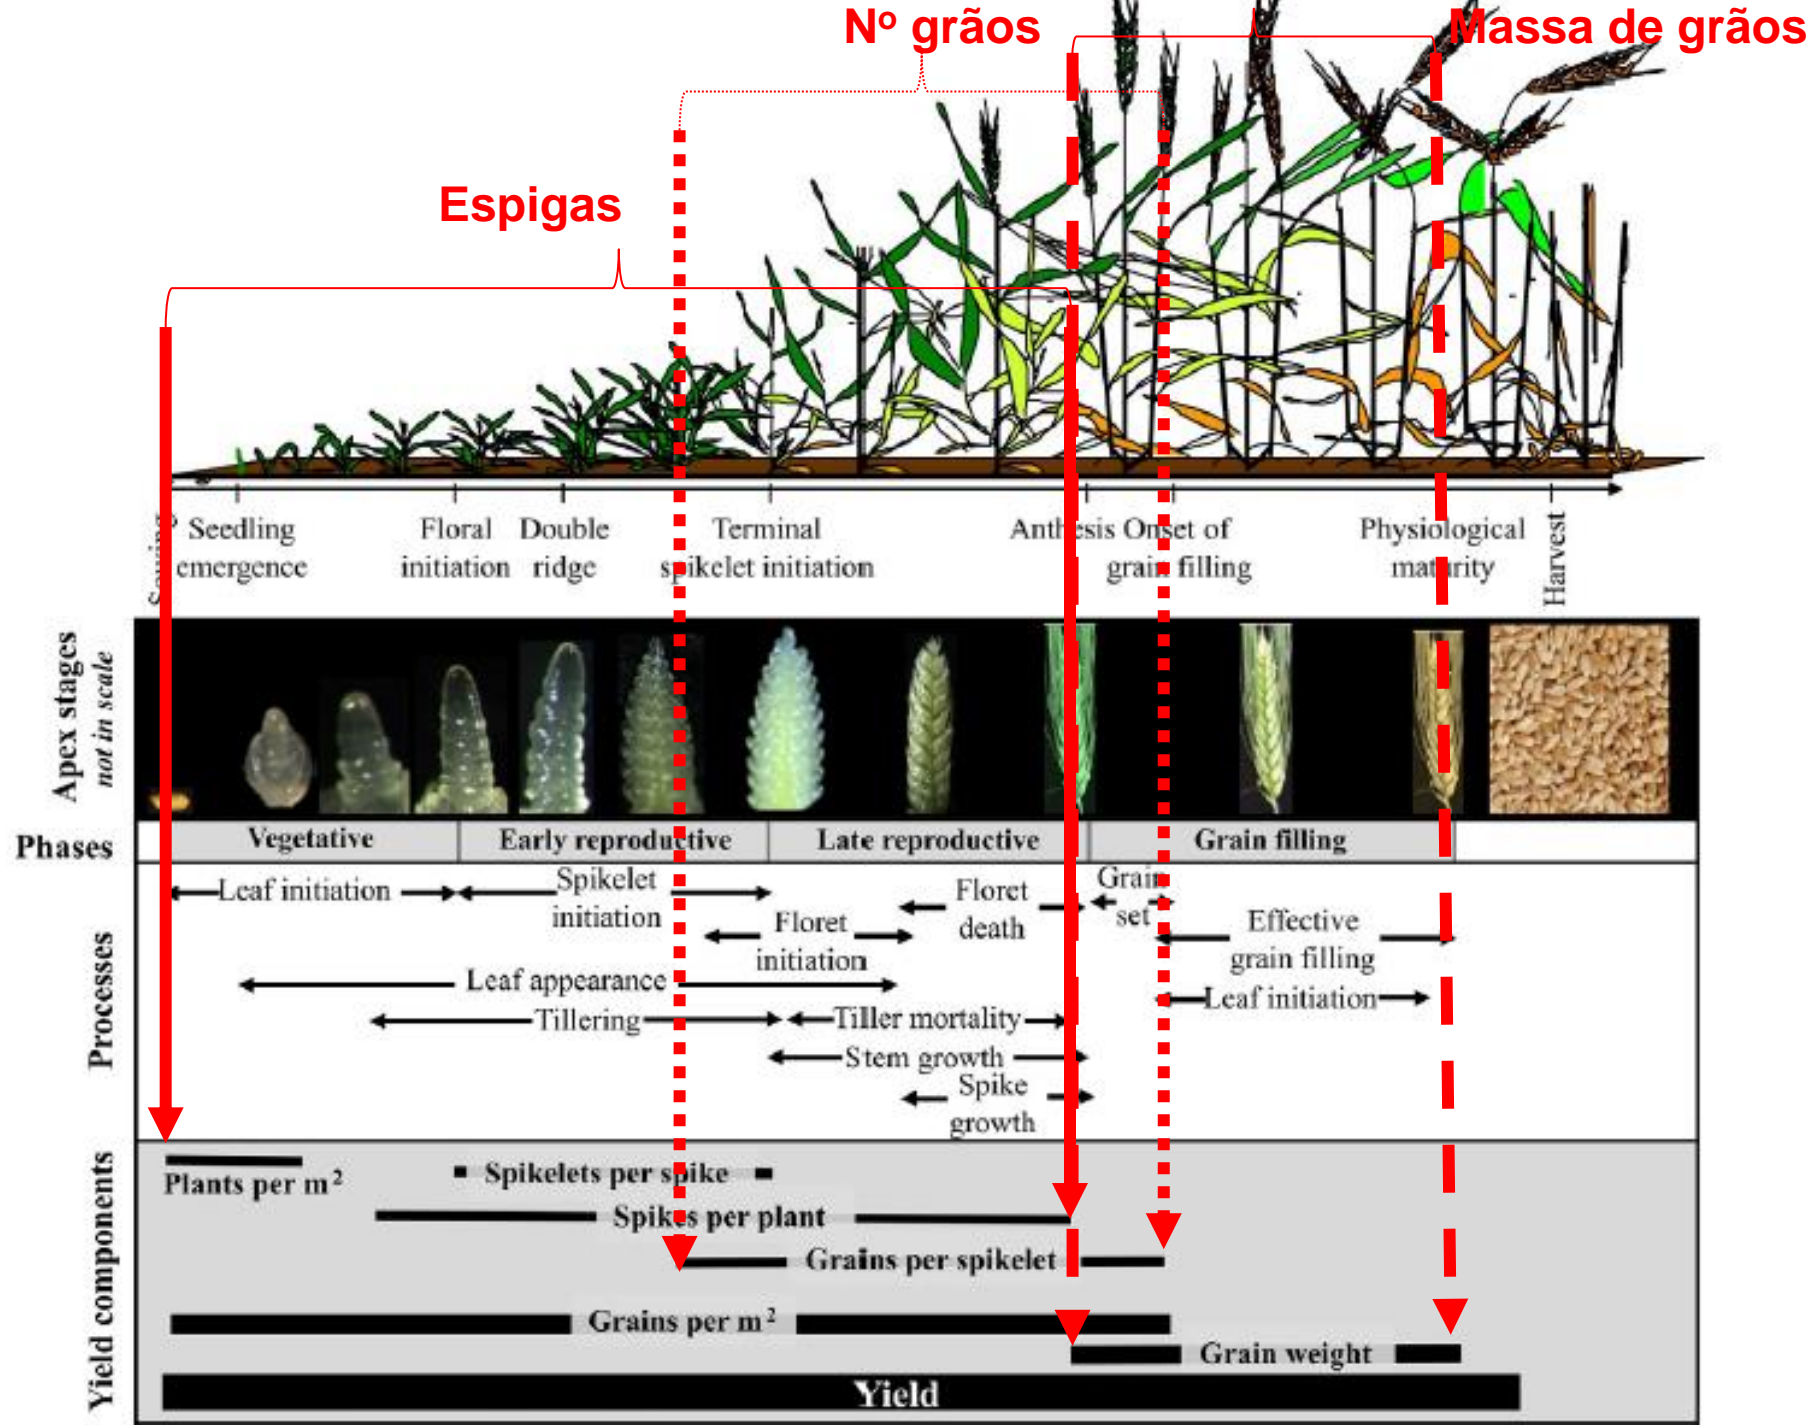 Nº grãos
Massa de grãos
Espigas
Sowing
Seedling
emergence
Floral
initiation
Double
ridge
Terminal
spikelet initiation
Anthesis
Onset of
grain filling
Physiological
maturity
Harvest
Apex stages
not in scale
Phases
Vegetative
Early reproductive
Late reproductive
Grain filling
Processes
Leaf initiation
Spikelet
initiation
Floret
initiation
Floret
death
Grain
set
Effective
grain filling
Leaf appearance
Leaf initiation
Tillering
Tiller mortality
Stem growth
Spike
growth
Yield components
Plants per m²
Spikelets per spike
Spikes per plant
Grains per spikelet
Grains per m²
Grain weight
Yield